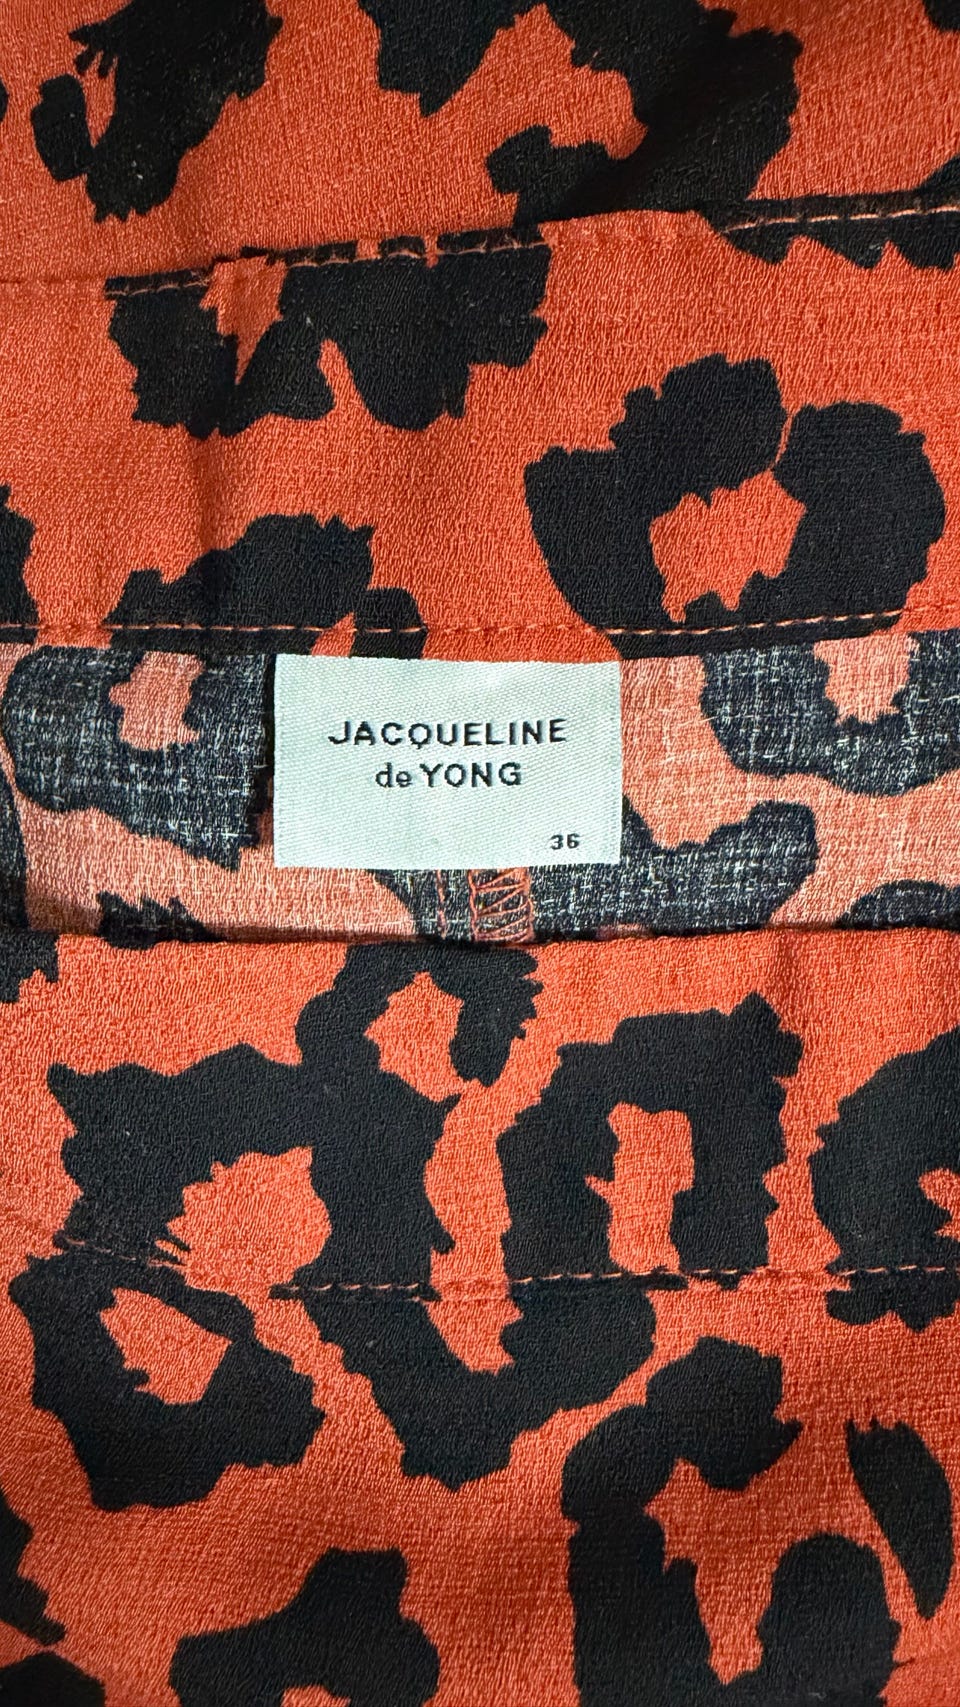 JACQUELINE
de YONG
36